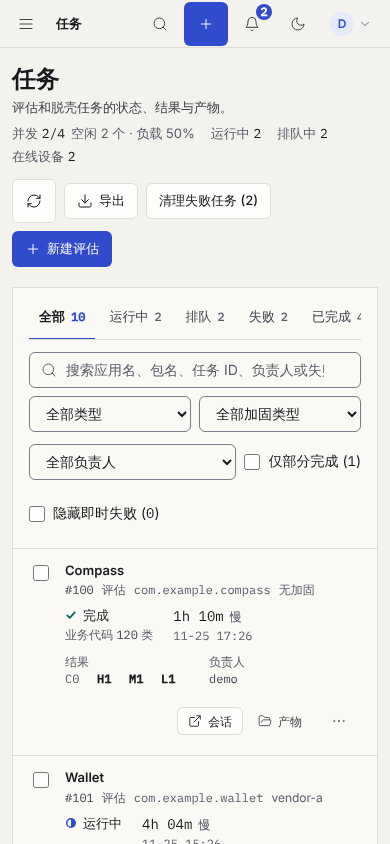 任务
2
D
任务
评估和脱壳任务的状态、结果与产物。
并发 2/4 空闲 2 个 · 负载 50% 运行中 2 排队中 2
在线设备 2
导出 清理失败任务 (2)
新建评估
全部 10 运行中 2 排队 2 失败 2 已完成
搜索应用名、包名、任务 ID、负责人或失
全部类型 全部加固类型
全部负责人 仅部分完成 (1)
隐藏即时失败 (0)
Compass
#100 评估 com.example.compass 无加固
完成 1h 10m 慢
业务代码 120 类 11-25 17:26
结果 负责人
C0 H1 M1 L1 demo
会话 产物 ···
Wallet
#101 评估 com.example.wallet vendor-a
运行中 4h 04m 慢
11-25 15:26